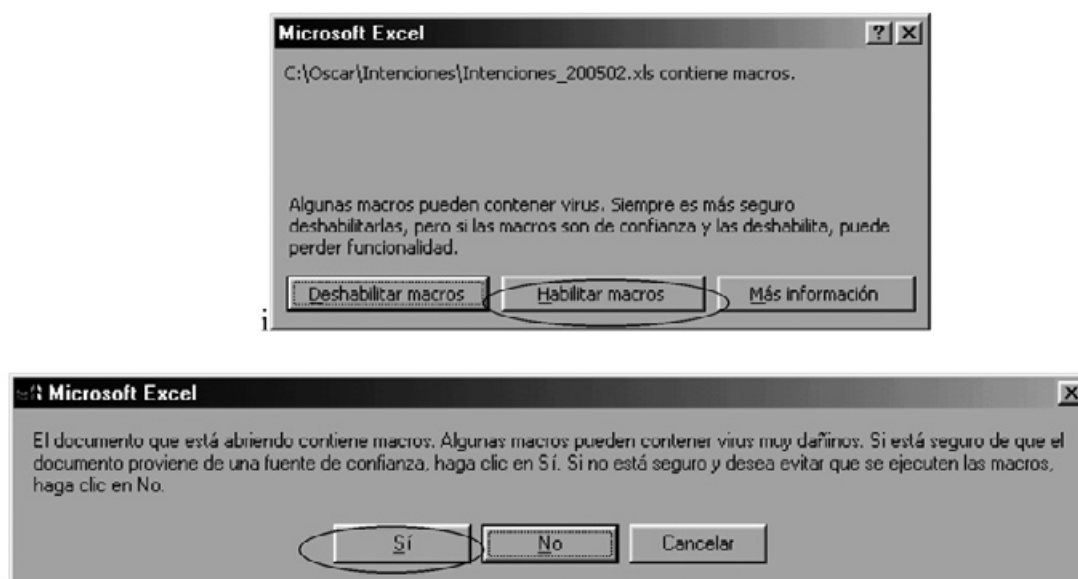 Microsoft Excel
C:\Oscar\Intenciones\Intenciones_200502.xls contiene macros.
Algunas macros pueden contener virus. Siempre es más seguro
deshabilitarlas, pero si las macros son de confianza y las deshabilita, puede
perder funcionalidad.
Deshabilitar macros Habilitar macros Más información
i
Microsoft Excel
El documento que está abriendo contiene macros. Algunas macros pueden contener virus muy dañinos. Si está seguro de que el
documento proviene de una fuente de confianza, haga clic en Sí. Si no está seguro y desea evitar que se ejecuten las macros,
haga clic en No.
Sí No Cancelar